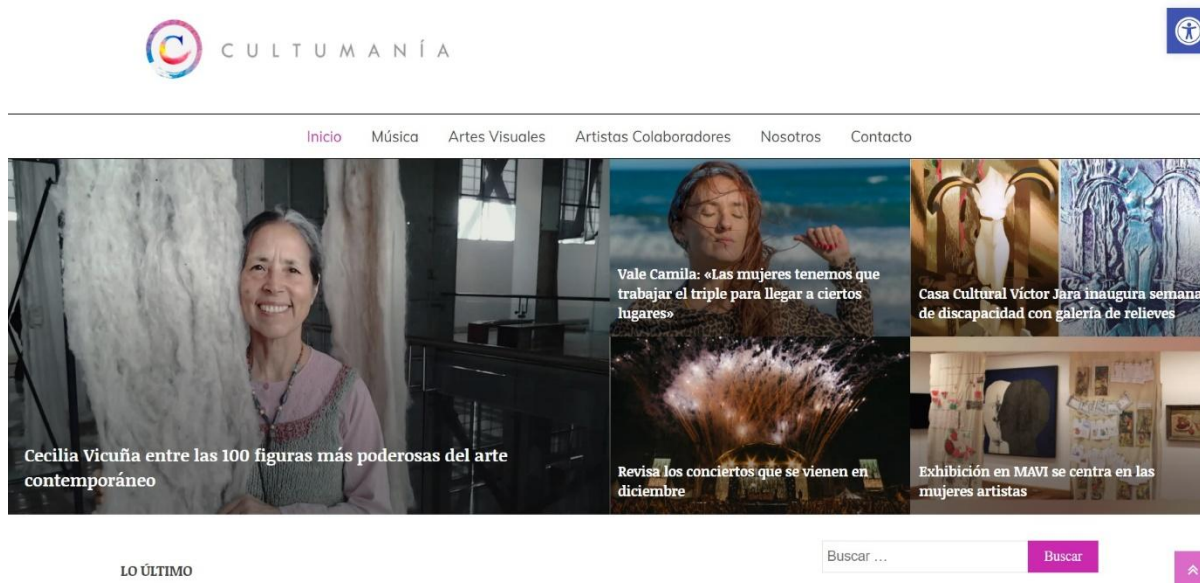 CULTUMANÍA
Inicio Música Artes Visuales Artistas Colaboradores Nosotros Contacto
Cecilia Vicuña entre las 100 figuras más poderosas del arte
contemporáneo
Vale Camila: «Las mujeres tenemos que
trabajar el triple para llegar a ciertos
lugares»
Casa Cultural Víctor Jara inaugura semana
de discapacidad con galería de relieves
Revisa los conciertos que se vienen en
diciembre
Exhibición en MAVI se centra en las
mujeres artistas
LO ÚLTIMO
Buscar ...
Buscar